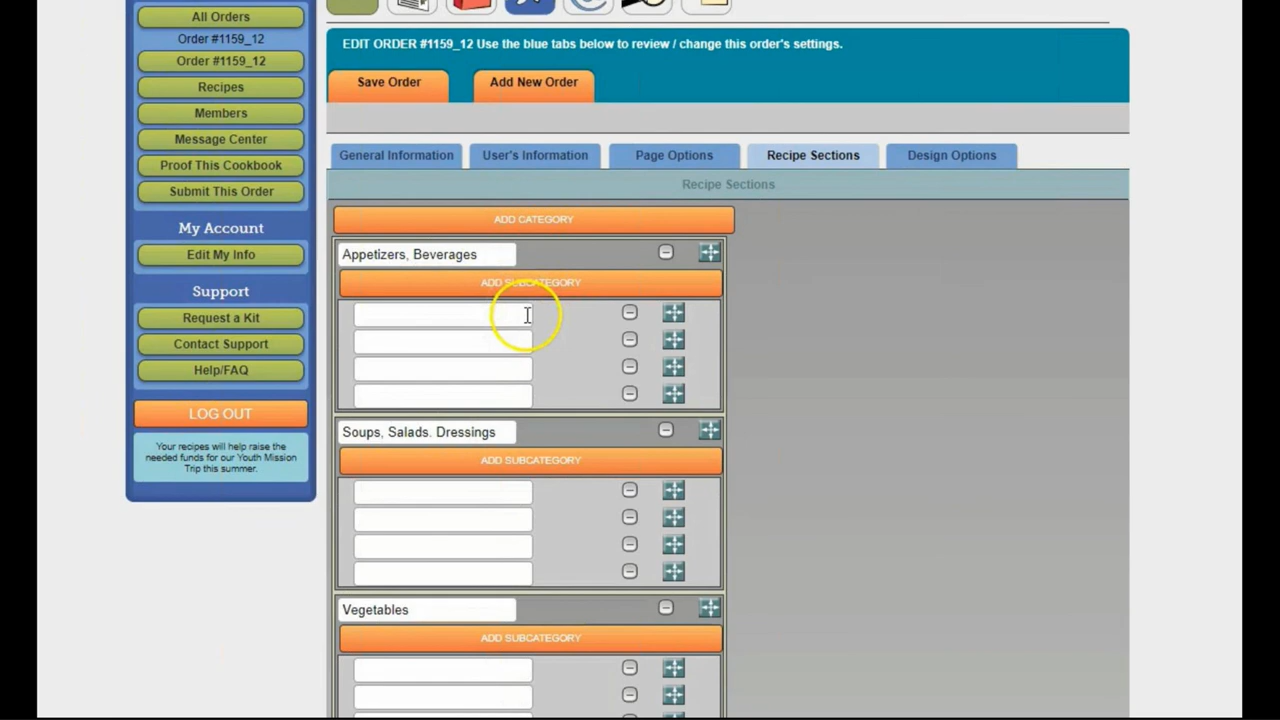 All Orders
Order #1159_12
Order #1159_12
Recipes
Members
Message Center
Proof This Cookbook
Submit This Order
My Account
Edit My Info
Support
Request a Kit
Contact Support
Help/FAQ
LOG OUT
Your recipes will help raise the
needed funds for our Youth Mission
Trip this summer.
EDIT ORDER #1159_12 Use the blue tabs below to review / change this order's settings.
Save Order
Add New Order
General Information
User's Information
Page Options
Recipe Sections
Design Options
Recipe Sections
ADD CATEGORY
Appetizers, Beverages
ADD SUBCATEGORY
Soups, Salads. Dressings
ADD SUBCATEGORY
Vegetables
ADD SUBCATEGORY